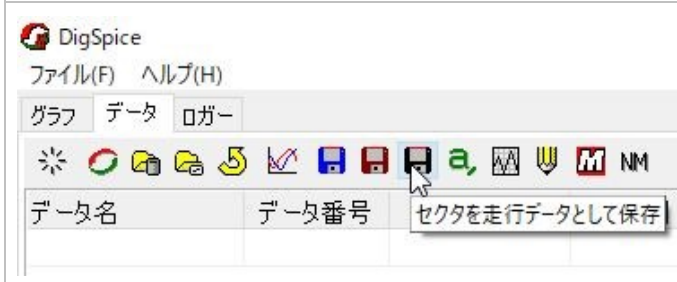 DigSpice
ファイル(F) ヘルプ(H)
グラフ データ ロガー
a, M NM
データ名 データ番号 セクタを走行データとして保存